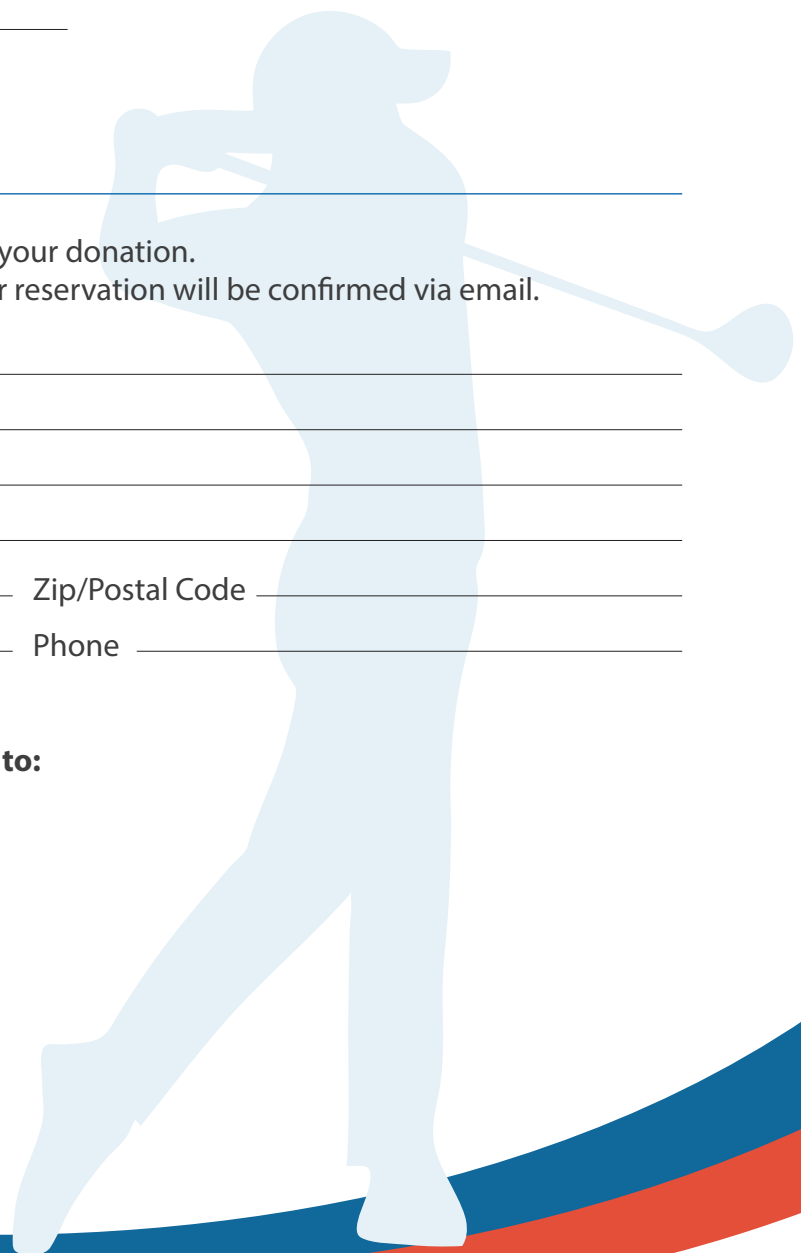 your donation.
r reservation will be confirmed via email.
Zip/Postal Code
Phone
to: